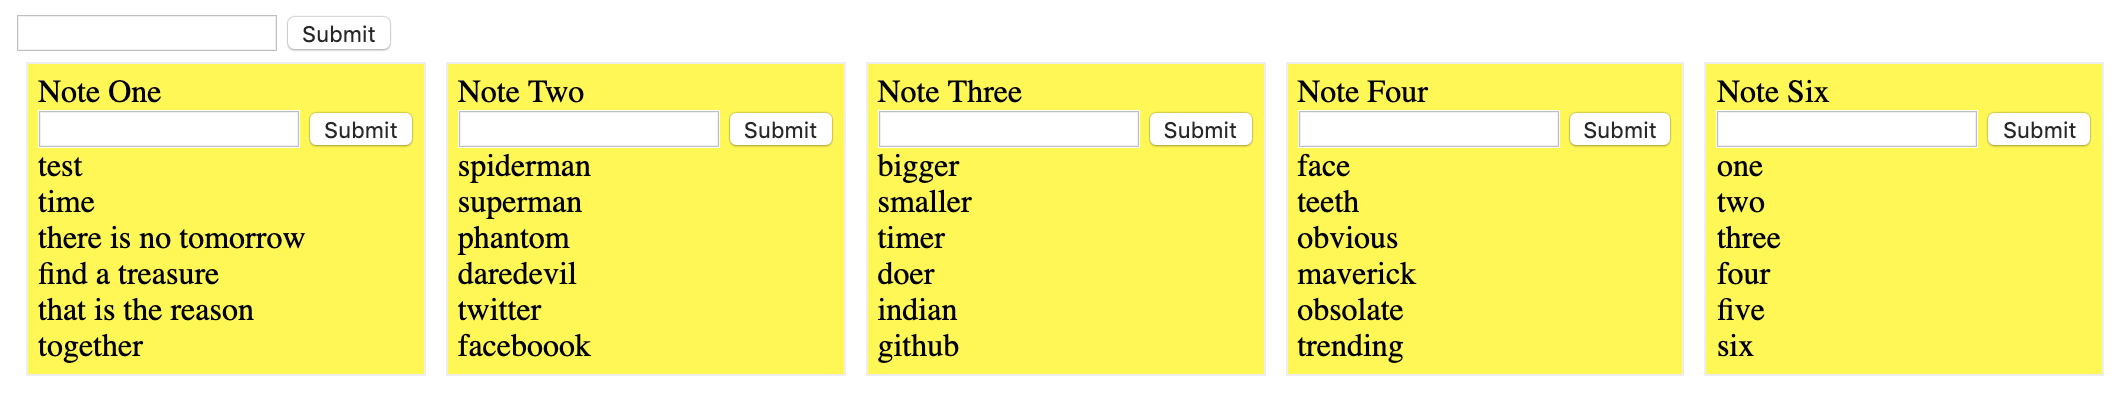 Submit
Note One
Submit
test
time
there is no tomorrow
find a treasure
that is the reason
together
Note Two
Submit
spiderman
superman
phantom
daredevil
twitter
faceboook
Note Three
Submit
bigger
smaller
timer
doer
indian
github
Note Four
Submit
face
teeth
obvious
maverick
obsolate
trending
Note Six
Submit
one
two
three
four
five
six